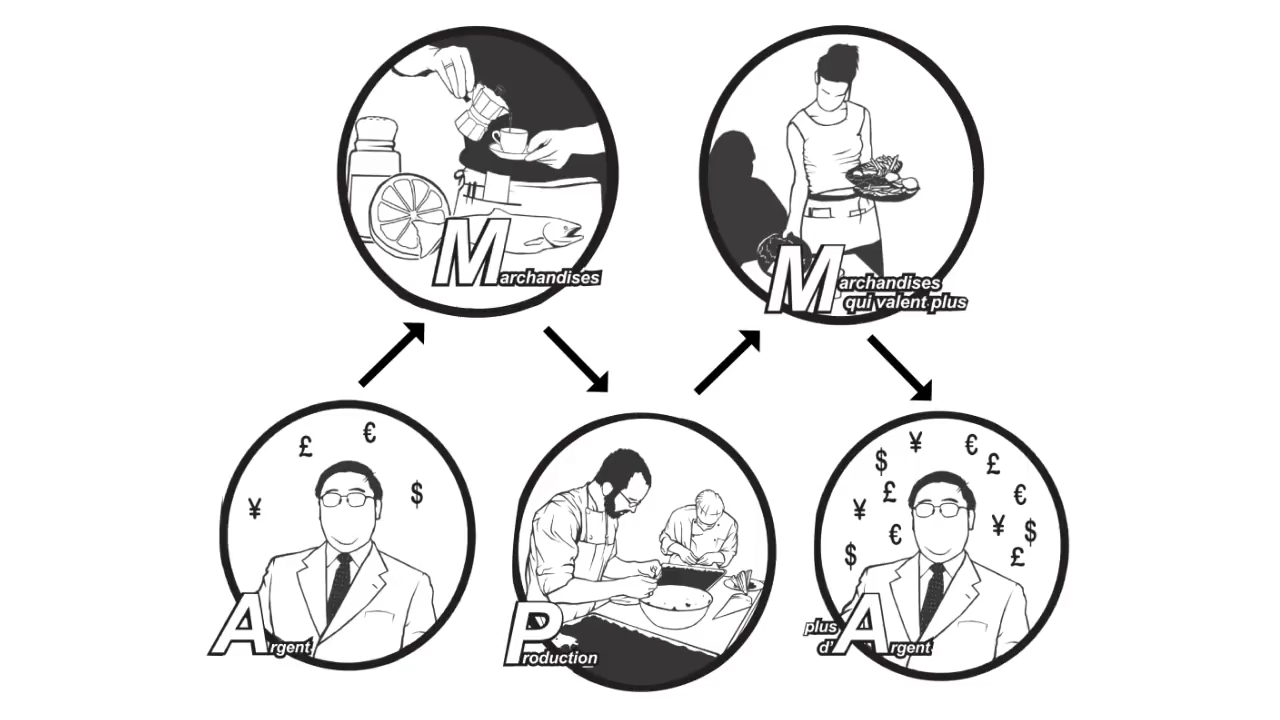 Marchandises
Marchandises
qui valent plus
£ €
¥ $
Argent
Production
¥ €
$ £
£ €
¥ ¥ $
€ £
$
plus
d'Argent